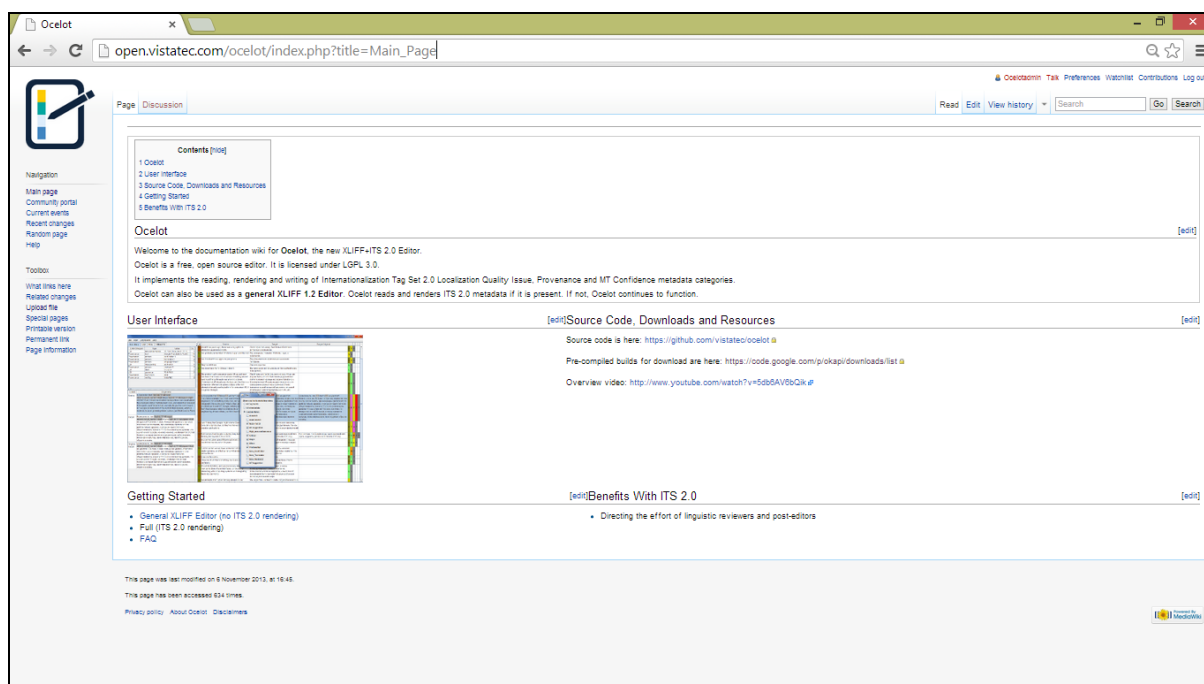 Ocelot
open.vistatec.com/ocelot/index.php?title=Main_Page
Ocelotadmin Talk Preferences Watchlist Contributions Log ou
Page Discussion
Read Edit View history Search Go Search
Contents [hide]
1 Ocelot
2 User Interface
3 Source Code, Downloads and Resources
4 Getting Started
5 Benefits With ITS 2.0
Navigation
Main page
Community portal
Current events
Recent changes
Random page
Help
Toolbox
What links here
Related changes
Upload file
Special pages
Printable version
Permanent link
Page information
Ocelot [edit]
Welcome to the documentation wiki for Ocelot, the new XLIFF+ITS 2.0 Editor.
Ocelot is a free, open source editor. It is licensed under LGPL 3.0.
It implements the reading, rendering and writing of Internationalization Tag Set 2.0 Localization Quality Issue, Provenance and MT Confidence metadata categories.
Ocelot can also be used as a general XLIFF 1.2 Editor. Ocelot reads and renders ITS 2.0 metadata if it is present. If not, Ocelot continues to function.
User Interface [edit]
Source Code, Downloads and Resources [edit]
Source code is here: https://github.com/vistatec/ocelot
Pre-compiled builds for download are here: https://code.google.com/p/okapi/downloads/list
Overview video: http://www.youtube.com/watch?v=5db6AV6bQik
Getting Started [edit]
General XLIFF Editor (no ITS 2.0 rendering)
Full (ITS 2.0 rendering)
FAQ
Benefits With ITS 2.0 [edit]
Directing the effort of linguistic reviewers and post-editors
This page was last modified on 6 November 2013, at 16:45.
This page has been accessed 634 times.
Privacy policy About Ocelot Disclaimers
Powered By
MediaWiki